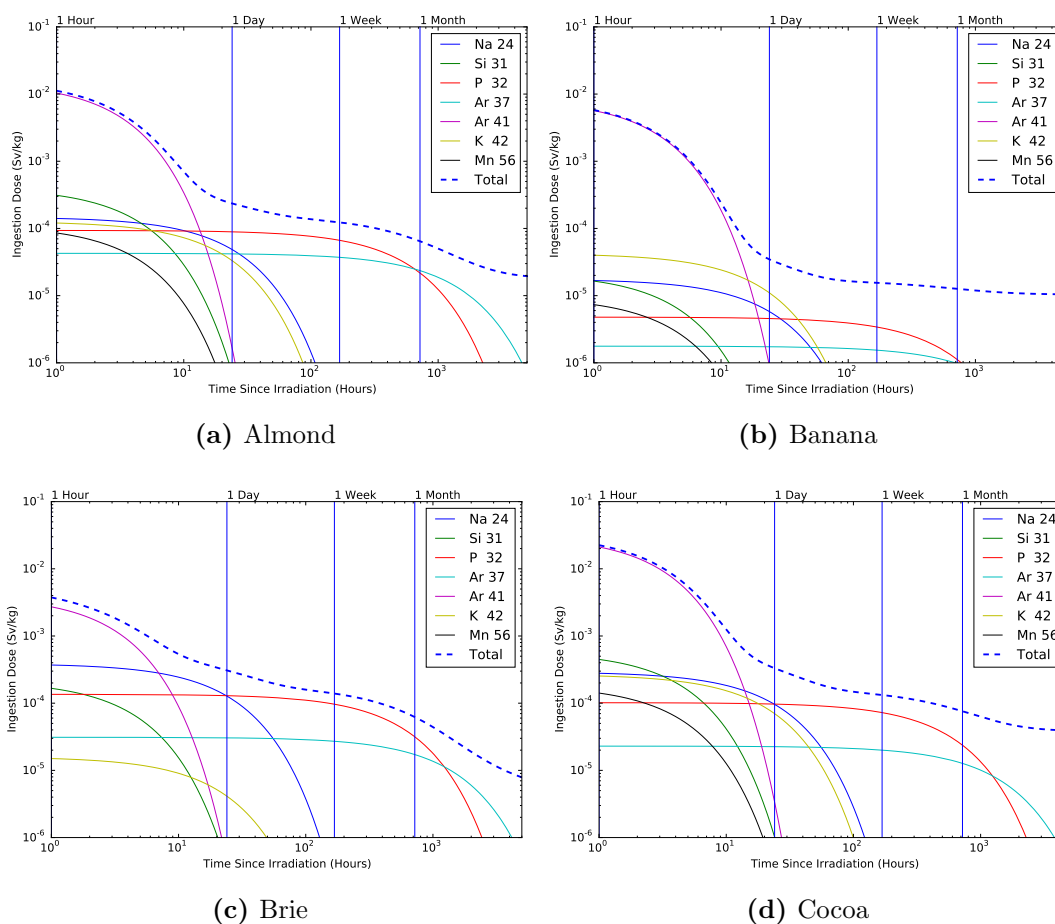 1 Hour 1 Day 1 Week 1 Month
10^-1
10^-2
10^-3
10^-4
10^-5
10^-6
Ingestion Dose (Sv/kg)
Na 24
Si 31
P 32
Ar 37
Ar 41
K 42
Mn 56
Total
10^0 10^1 10^2 10^3
Time Since Irradiation (Hours)
(a) Almond
1 Hour 1 Day 1 Week 1 Month
10^-1
10^-2
10^-3
10^-4
10^-5
10^-6
Ingestion Dose (Sv/kg)
Na 24
Si 31
P 32
Ar 37
Ar 41
K 42
Mn 56
Total
10^0 10^1 10^2 10^3
Time Since Irradiation (Hours)
(b) Banana
1 Hour 1 Day 1 Week 1 Month
10^-1
10^-2
10^-3
10^-4
10^-5
10^-6
Ingestion Dose (Sv/kg)
Na 24
Si 31
P 32
Ar 37
Ar 41
K 42
Mn 56
Total
10^0 10^1 10^2 10^3
Time Since Irradiation (Hours)
(c) Brie
1 Hour 1 Day 1 Week 1 Month
10^-1
10^-2
10^-3
10^-4
10^-5
10^-6
Ingestion Dose (Sv/kg)
Na 24
Si 31
P 32
Ar 37
Ar 41
K 42
Mn 56
Total
10^0 10^1 10^2 10^3
Time Since Irradiation (Hours)
(d) Cocoa